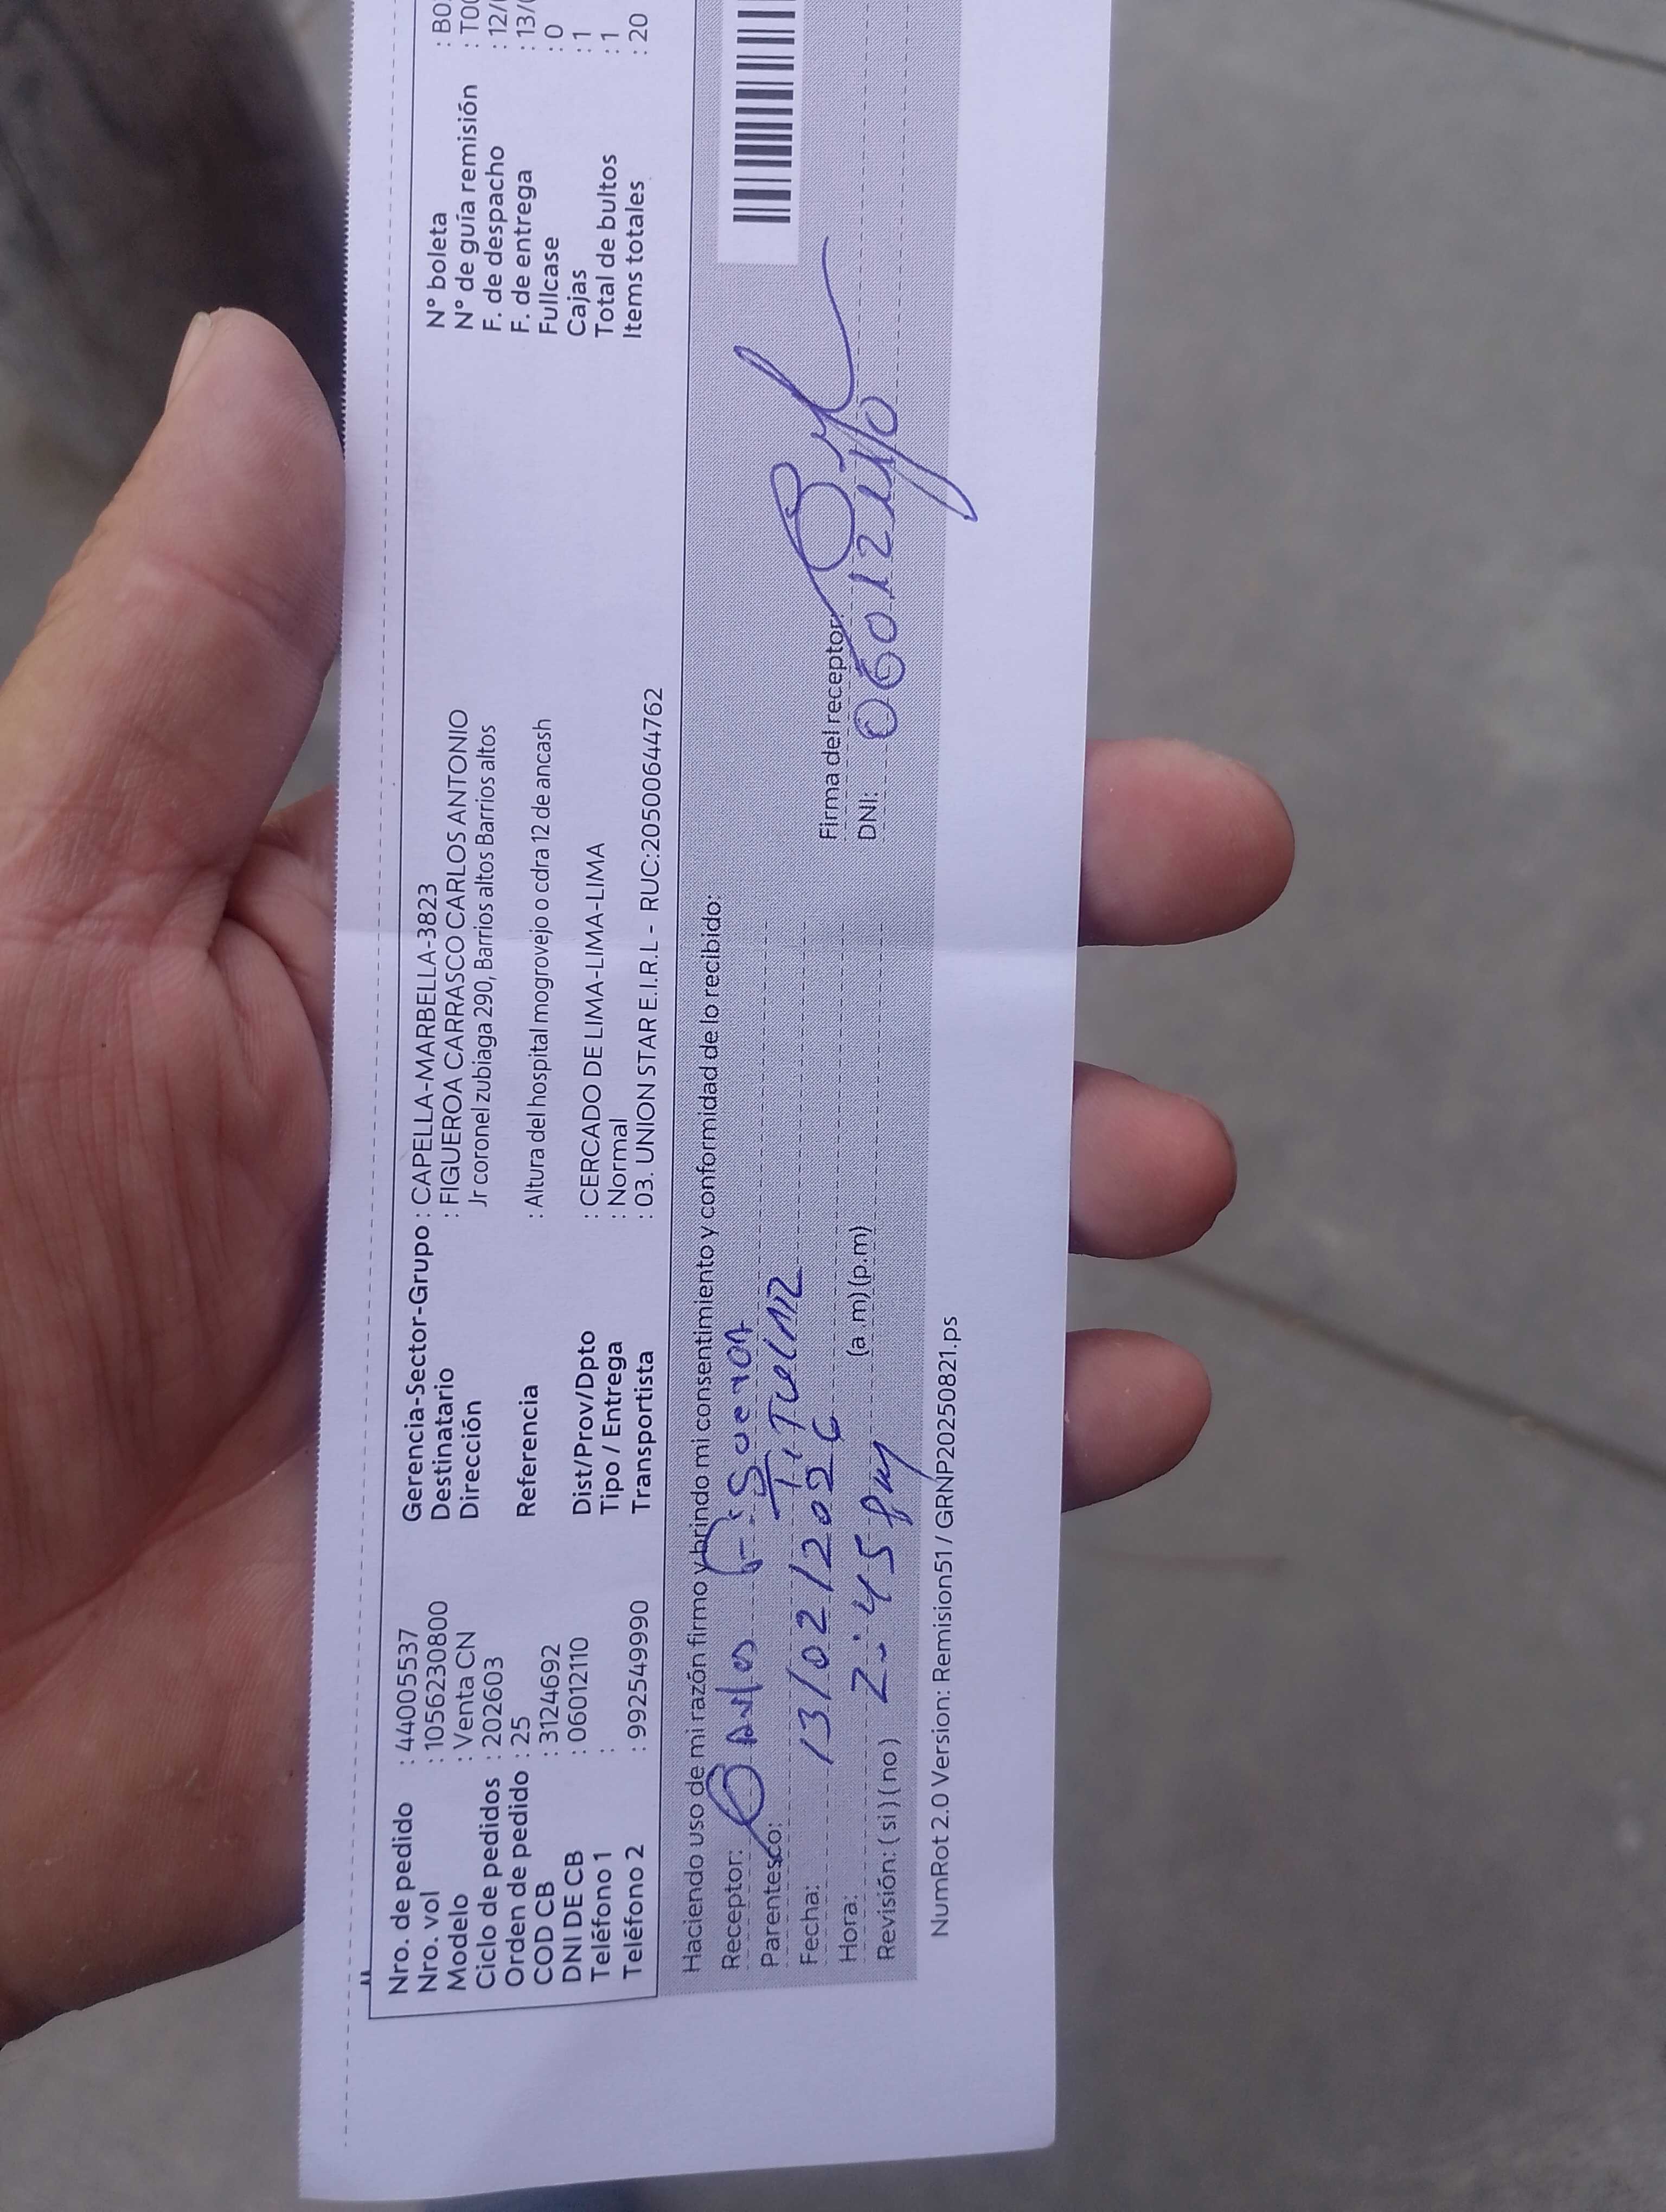 Nro. de pedido : 44005537
Nro. vol : 1056230800
Modelo : Venta CN
Ciclo de pedidos : 202603
Orden de pedido : 25
COD CB : 3124692
DNI DE CB : 06012110
Teléfono 1 :
Teléfono 2 : 992549990
Gerencia-Sector-Grupo : CAPELLA-MARBELLA-3823
Destinatario : FIGUEROA CARRASCO CARLOS ANTONIO
Dirección Jr coronel zubiaga 290, Barrios altos Barrios altos
Referencia : Altura del hospital mogrovejo o cdra 12 de ancash
Dist/Prov/Dpto : CERCADO DE LIMA-LIMA-LIMA
Tipo / Entrega : Normal
Transportista : 03. UNION STAR E.I.R.L - RUC:20500644762
N° boleta : B0
N° de guía remisión : T00
F. de despacho : 12/
F. de entrega : 13/
Fullcase : 0
Cajas : 1
Total de bultos : 1
Items totales : 20
Haciendo uso de mi razón firmo y brindo mi consentimiento y conformidad de lo recibido:
Receptor: Carlos Figueroa
Parentesco: Titular
Fecha: 13/02/2026
Hora: 2:45 pm (a.m) (p.m)
Revisión: ( si ) ( no )
Firma del receptor:
DNI: 06012110
NumRot 2.0 Version: Remision51 / GRNP20250821.ps